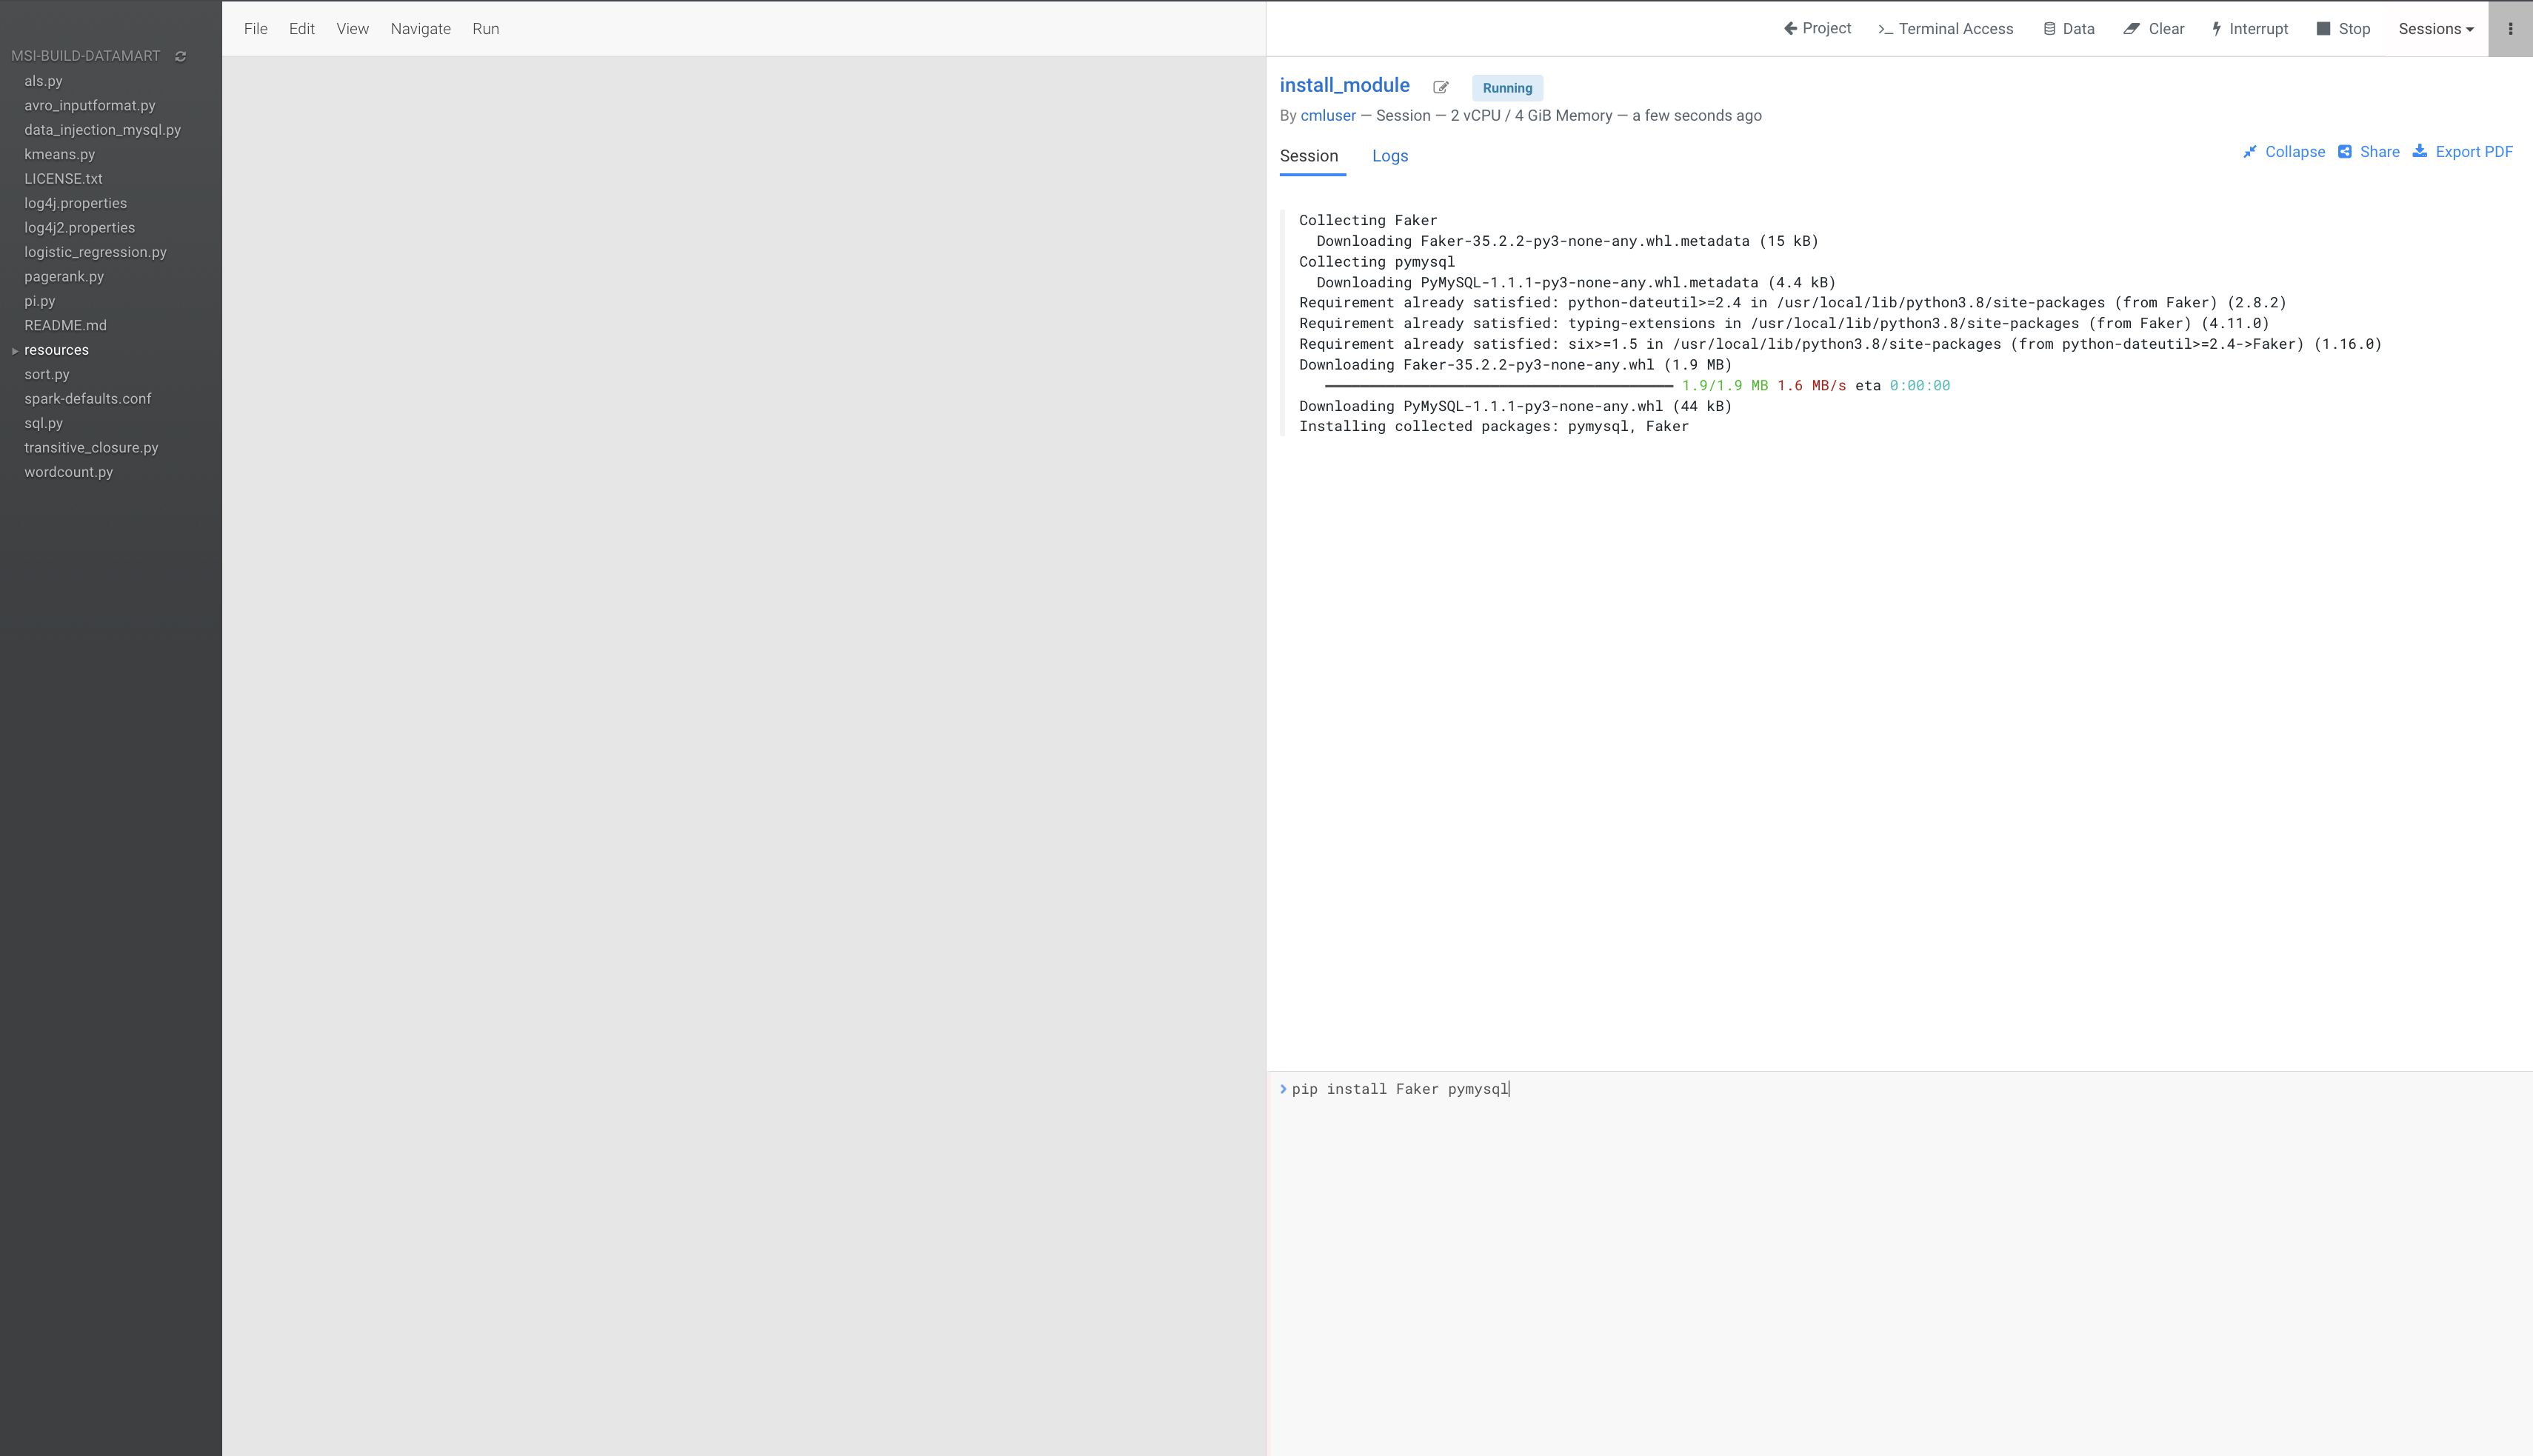 File Edit View Navigate Run
Project Terminal Access Data Clear Interrupt Stop Sessions
MSI-BUILD-DATAMART
als.py
avro_inputformat.py
data_injection_mysql.py
kmeans.py
LICENSE.txt
log4j.properties
log4j2.properties
logistic_regression.py
pagerank.py
pi.py
README.md
resources
sort.py
spark-defaults.conf
sql.py
transitive_closure.py
wordcount.py
install_module Running
By cmluser — Session — 2 vCPU / 4 GiB Memory — a few seconds ago
Session Logs
Collapse Share Export PDF
Collecting Faker
Downloading Faker-35.2.2-py3-none-any.whl.metadata (15 kB)
Collecting pymysql
Downloading PyMySQL-1.1.1-py3-none-any.whl.metadata (4.4 kB)
Requirement already satisfied: python-dateutil>=2.4 in /usr/local/lib/python3.8/site-packages (from Faker) (2.8.2)
Requirement already satisfied: typing-extensions in /usr/local/lib/python3.8/site-packages (from Faker) (4.11.0)
Requirement already satisfied: six>=1.5 in /usr/local/lib/python3.8/site-packages (from python-dateutil>=2.4->Faker) (1.16.0)
Downloading Faker-35.2.2-py3-none-any.whl (1.9 MB)
1.9/1.9 MB 1.6 MB/s eta 0:00:00
Downloading PyMySQL-1.1.1-py3-none-any.whl (44 kB)
Installing collected packages: pymysql, Faker
pip install Faker pymysql